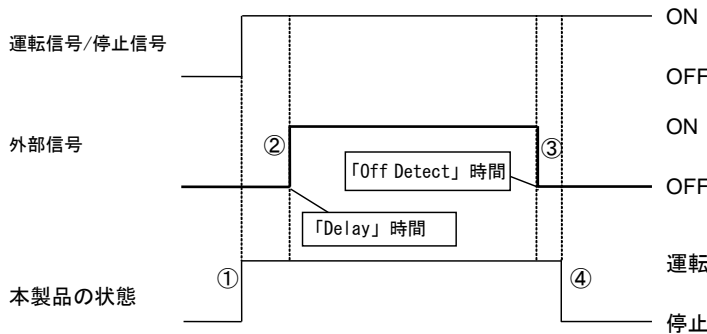 ON
運転信号/停止信号
OFF
ON
外部信号
②
③
「Off Detect」時間
OFF
「Delay」時間
運転
①
④
本製品の状態
停止